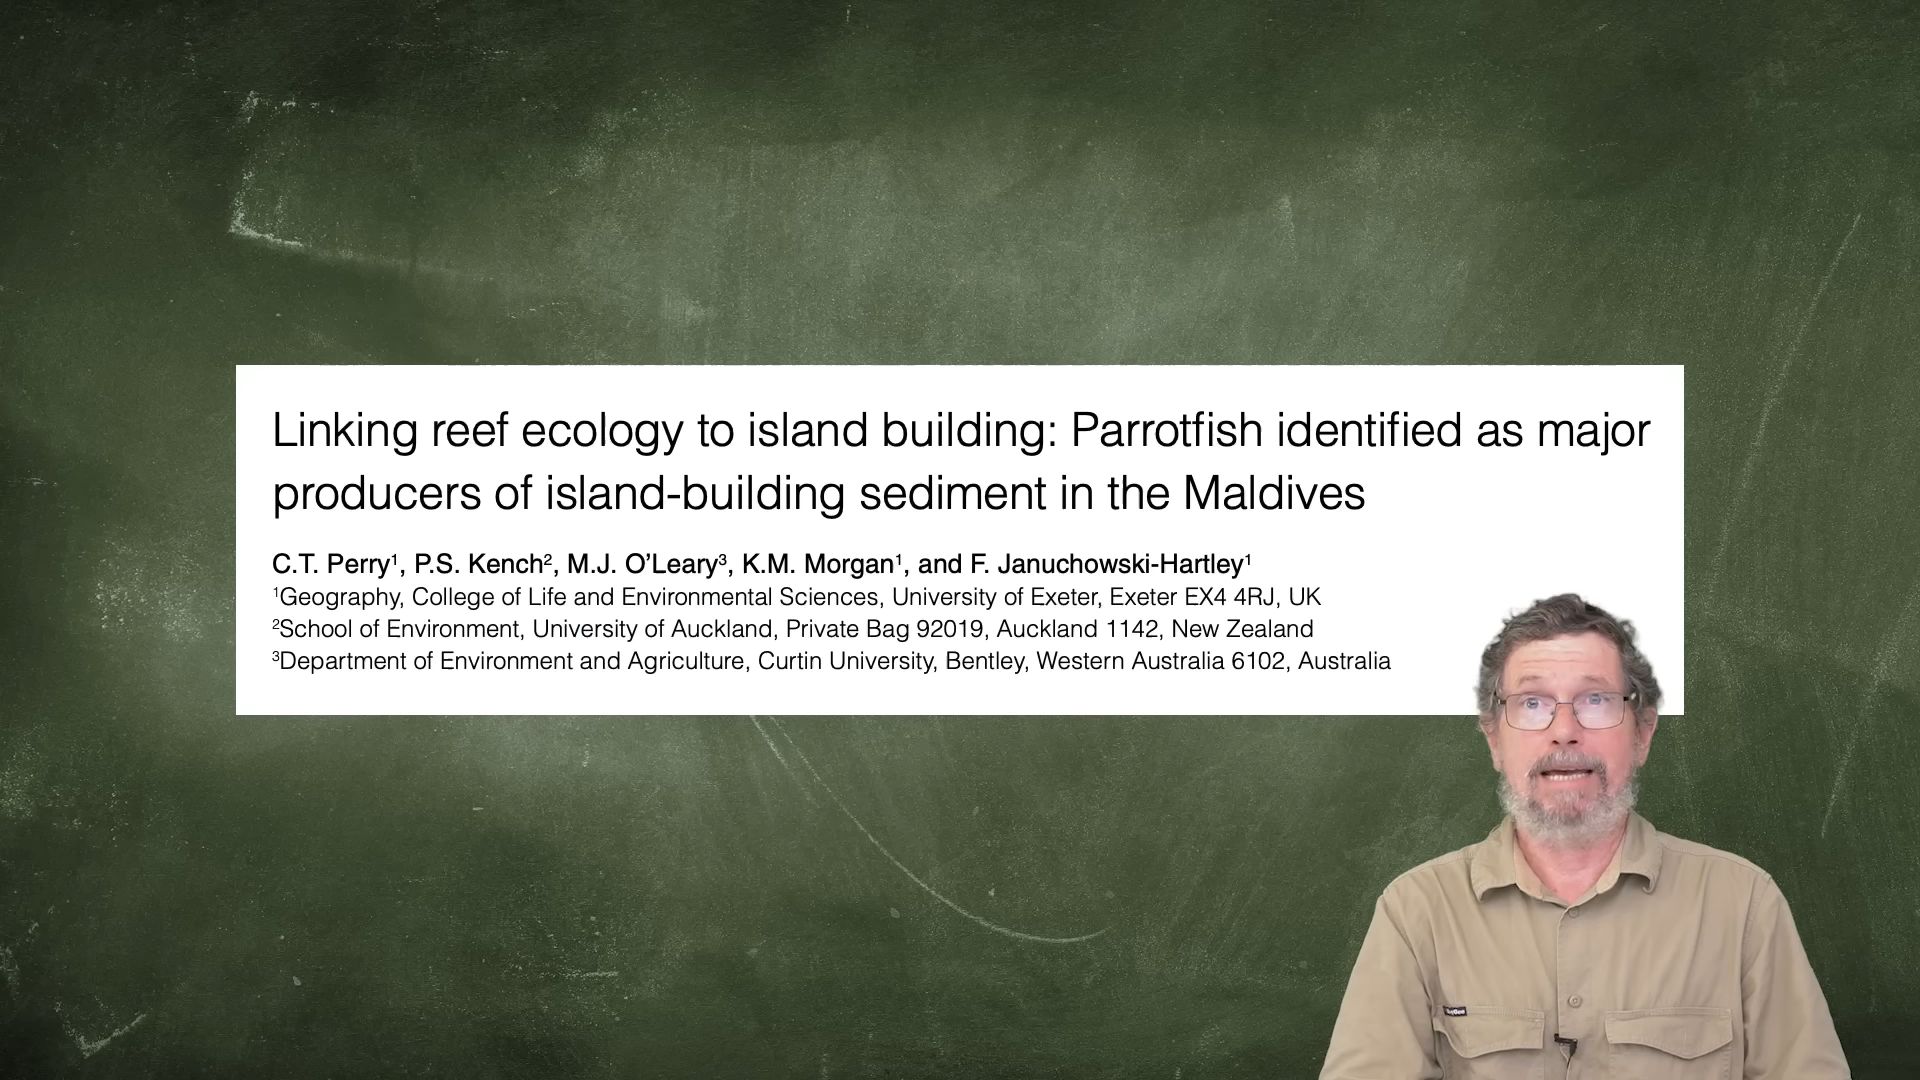 Linking reef ecology to island building: Parrotfish identified as major
producers of island-building sediment in the Maldives
C.T. Perry¹, P.S. Kench², M.J. O’Leary³, K.M. Morgan¹, and F. Januchowski-Hartley¹
¹Geography, College of Life and Environmental Sciences, University of Exeter, Exeter EX4 4RJ, UK
²School of Environment, University of Auckland, Private Bag 92019, Auckland 1142, New Zealand
³Department of Environment and Agriculture, Curtin University, Bentley, Western Australia 6102, Australia